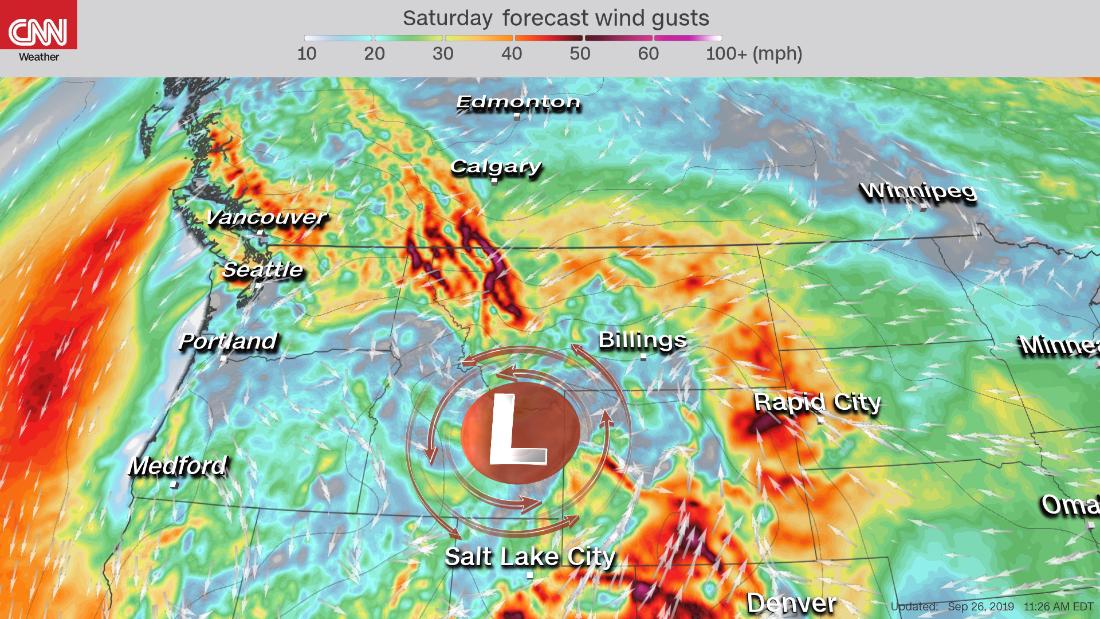 CNN
Weather
Saturday forecast wind gusts
10 20 30 40 50 60 100+ (mph)
Edmonton
Calgary
Winnipeg
Vancouver
Seattle
Portland
Billings
Minnea
Rapid City
L
Medford
Oma
Salt Lake City
Denver
Updated: Sep 26, 2019 11:26 AM EDT